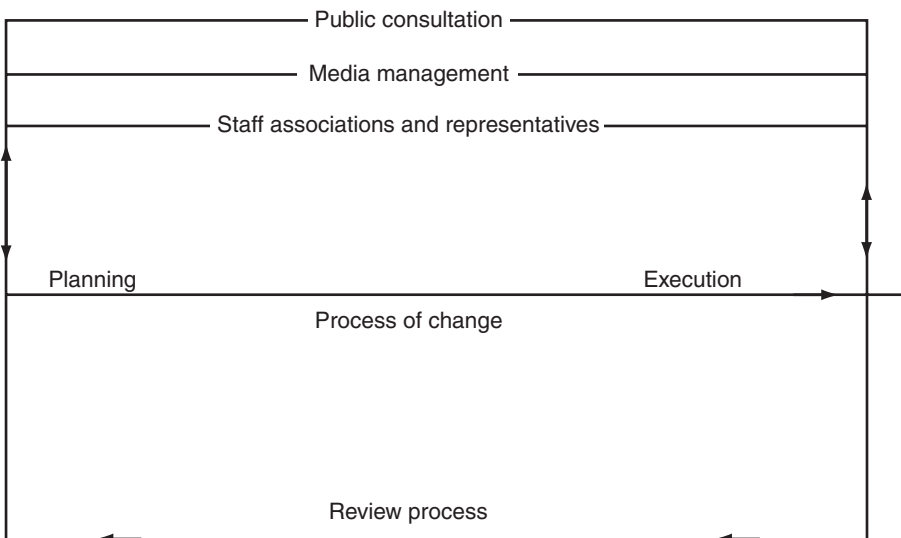 Public consultation
Media management
Staff associations and representatives
Planning
Execution
Process of change
Review process